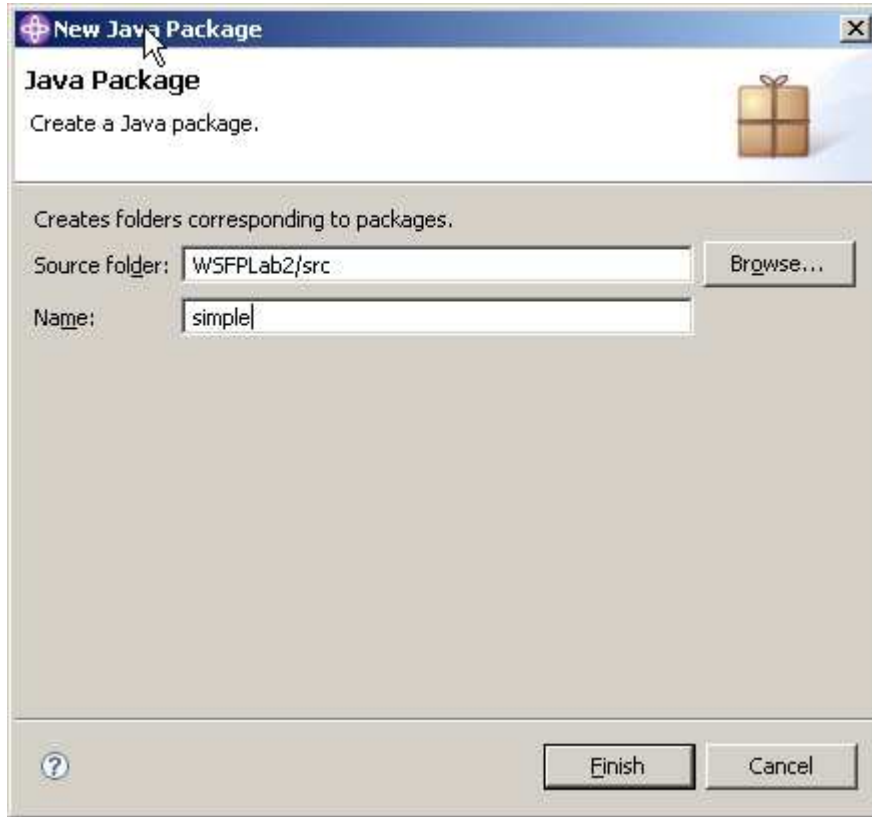 New Java Package
Java Package
Create a Java package.
Creates folders corresponding to packages.
Source folder: WSFPLab2/src Browse...
Name: simple
? Finish Cancel